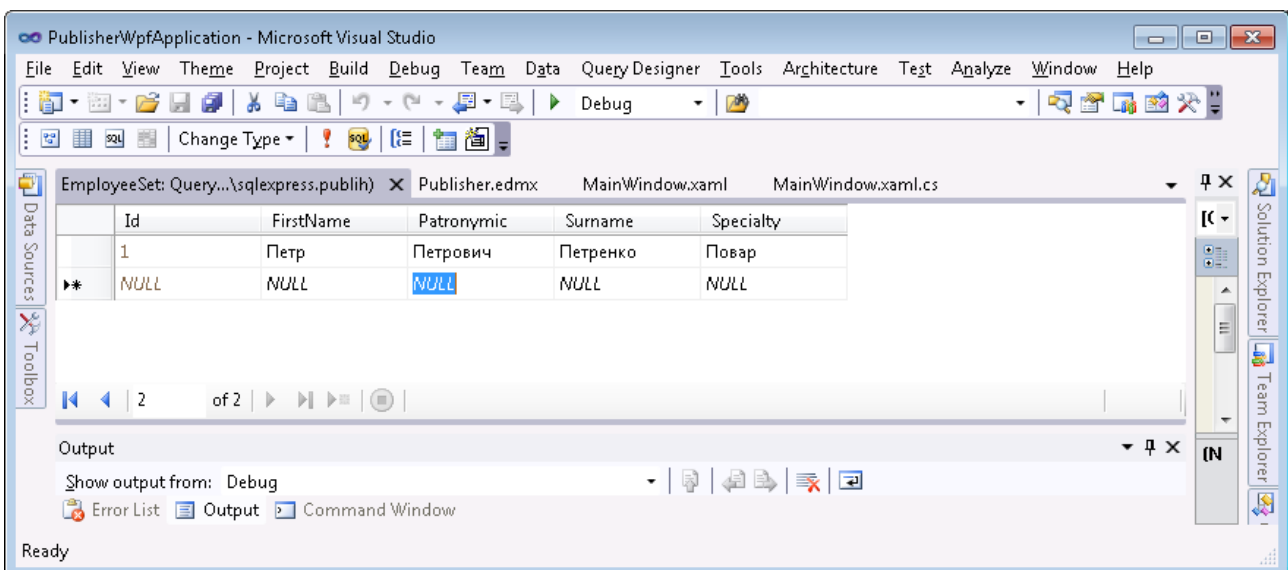 PublisherWpfApplication - Microsoft Visual Studio
File Edit View Theme Project Build Debug Team Data Query Designer Tools Architecture Test Analyze Window Help
Debug
Change Type
EmployeeSet: Query...\sqlexpress.publih) Publisher.edmx MainWindow.xaml MainWindow.xaml.cs
Id FirstName Patronymic Surname Specialty
1 Петр Петрович Петренко Повар
NULL NULL NULL NULL NULL
2 of 2
Output
Show output from: Debug
Error List Output Command Window
Ready
Data Sources
Toolbox
Solution Explorer
Team Explorer